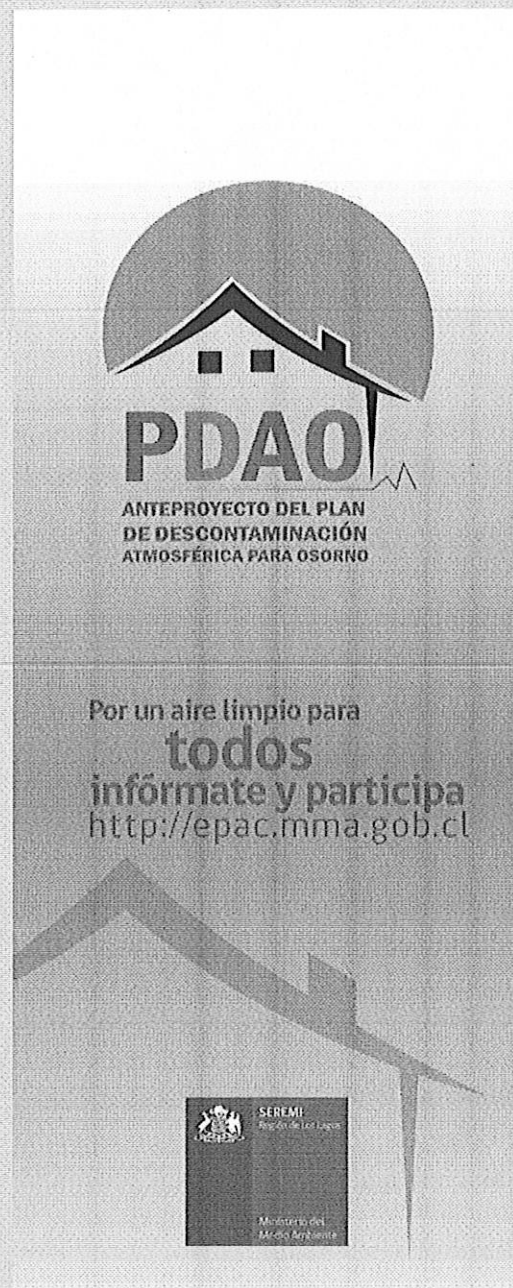 PDAO
ANTEPROYECTO DEL PLAN
DE DESCONTAMINACIÓN
ATMOSFÉRICA PARA OSORNO
Por un aire limpio para
todos
infórmate y participa
http://epac.mma.gob.cl
SEREMI
Región de Los Lagos
Ministerio del
Medio Ambiente